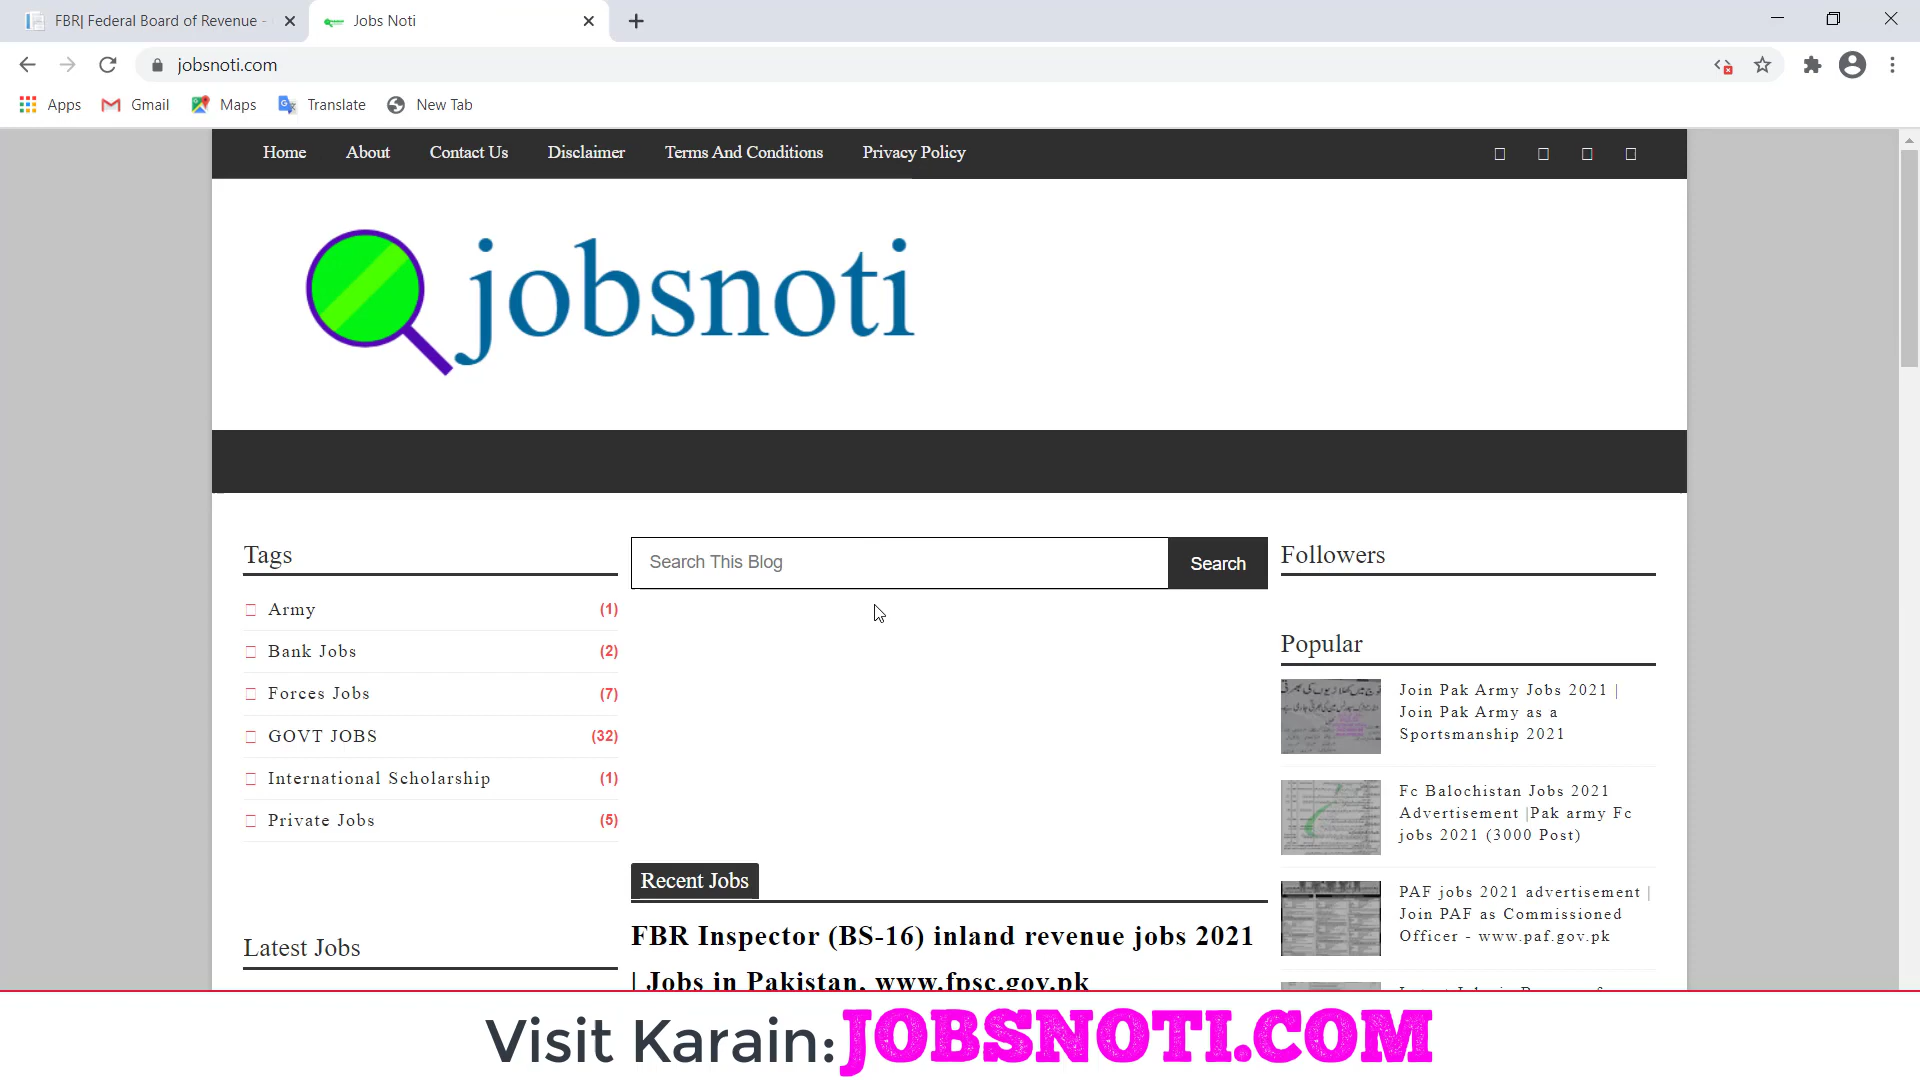 FBR| Federal Board of Revenue -
Jobs Noti
jobsnoti.com
Apps
Gmail
Maps
Translate
New Tab
Home
About
Contact Us
Disclaimer
Terms And Conditions
Privacy Policy
jobsnoti
Tags
Army (1)
Bank Jobs (2)
Forces Jobs (7)
GOVT JOBS (32)
International Scholarship (1)
Private Jobs (5)
Latest Jobs
Search This Blog
Search
Recent Jobs
FBR Inspector (BS-16) inland revenue jobs 2021
| Jobs in Pakistan, www.fpsc.gov.pk
Followers
Popular
Join Pak Army Jobs 2021 |
Join Pak Army as a
Sportsmanship 2021
Fc Balochistan Jobs 2021
Advertisement |Pak army Fc
jobs 2021 (3000 Post)
PAF jobs 2021 advertisement |
Join PAF as Commissioned
Officer - www.paf.gov.pk
Visit Karain:JOBSNOTI.COM